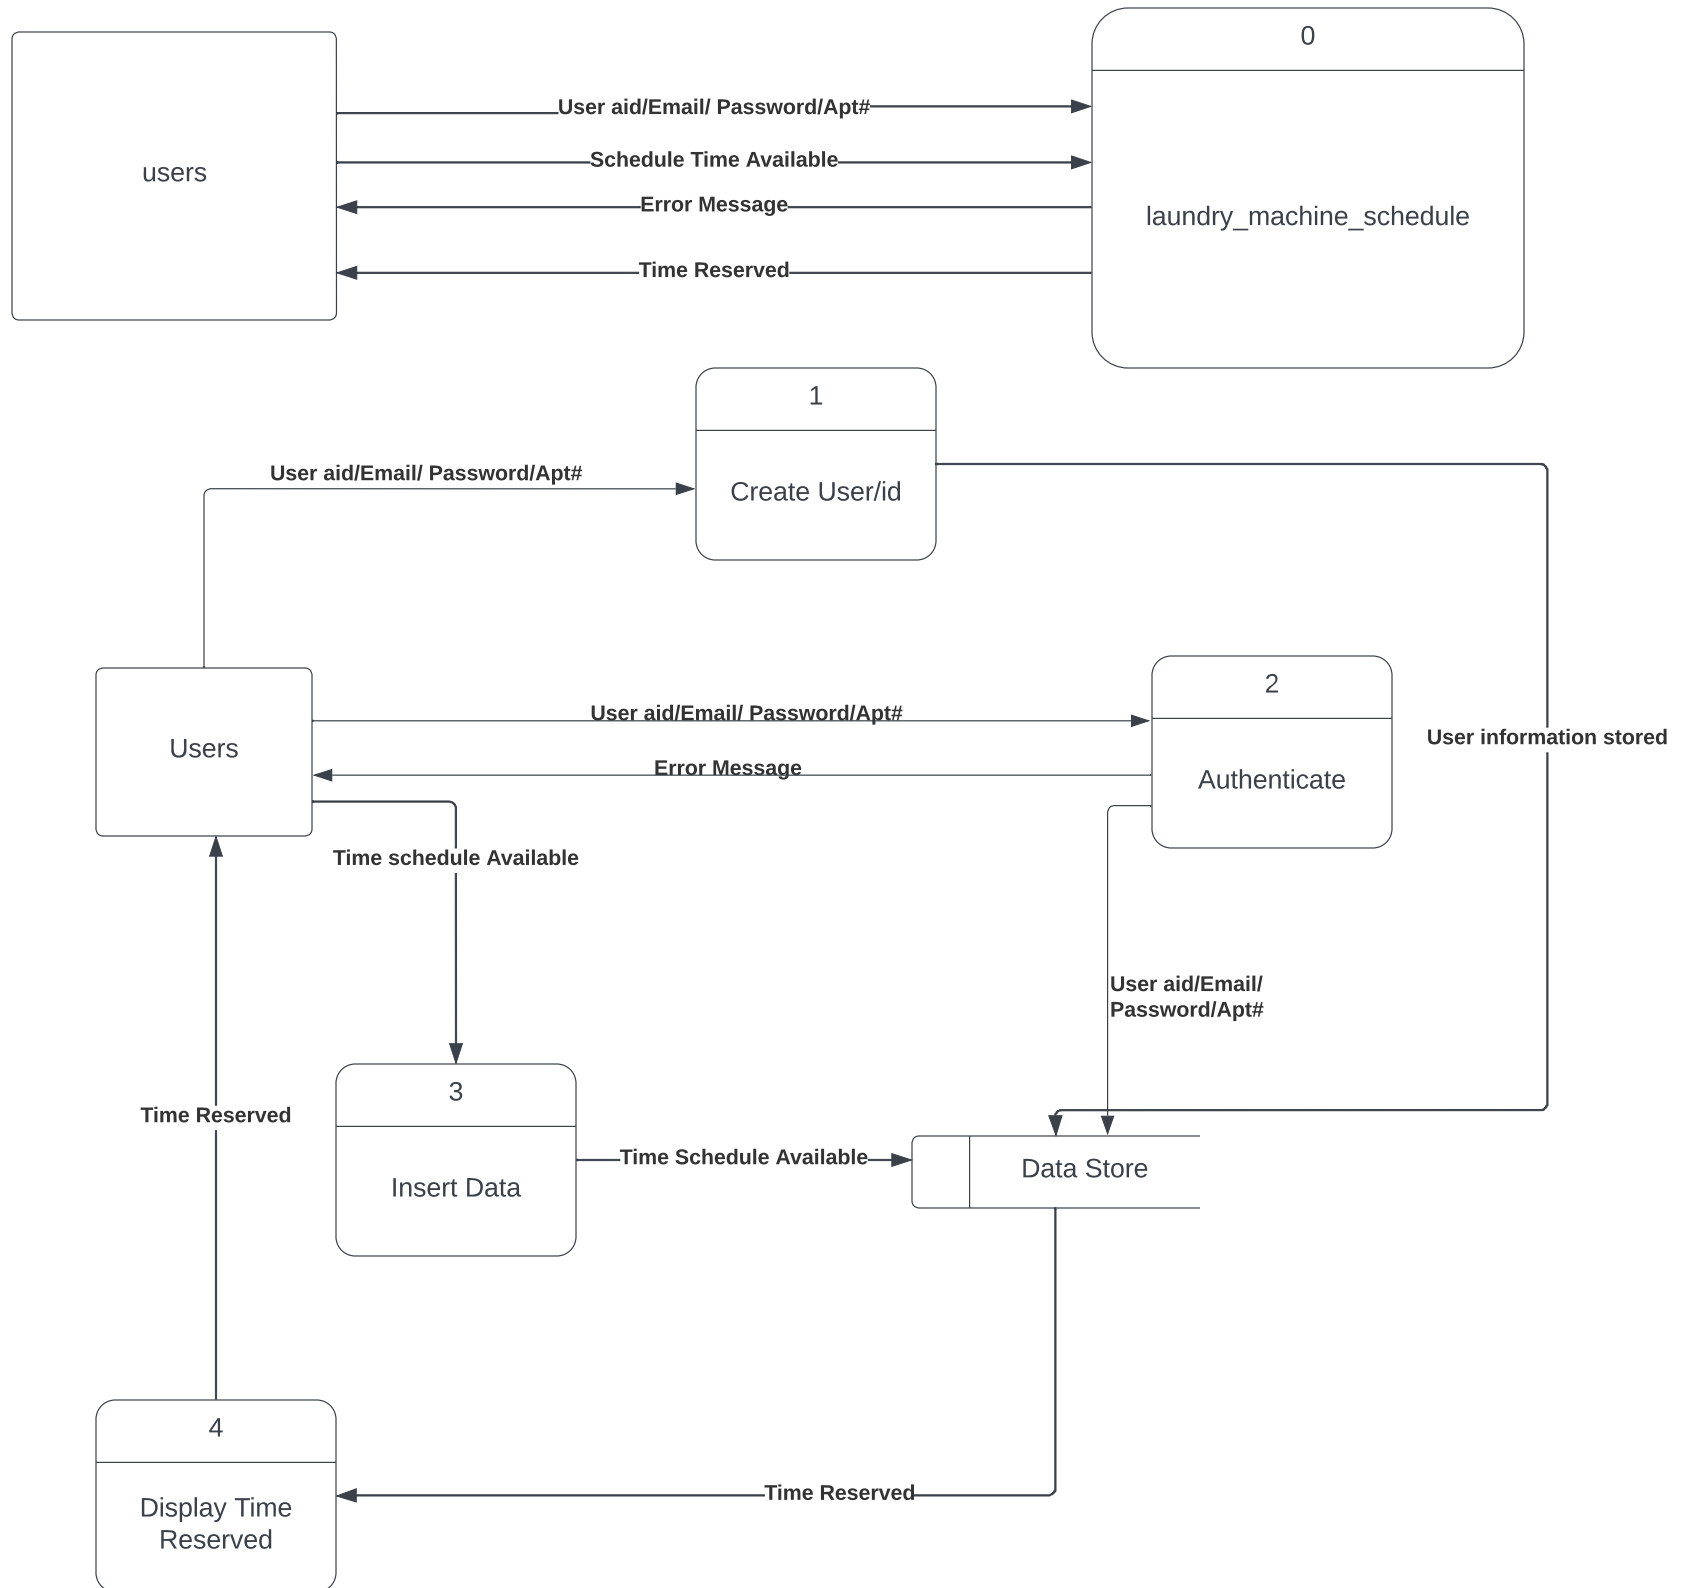 0
User aid/Email/ Password/Apt#
users
Schedule Time Available
Error Message
laundry_machine_schedule
Time Reserved
1
User aid/Email/ Password/Apt#
Create User/id
2
User aid/Email/ Password/Apt#
User information stored
Users
Error Message
Authenticate
Time schedule Available
User aid/Email/
Password/Apt#
3
Time Reserved
Time Schedule Available
Data Store
Insert Data
4
Time Reserved
Display Time
Reserved